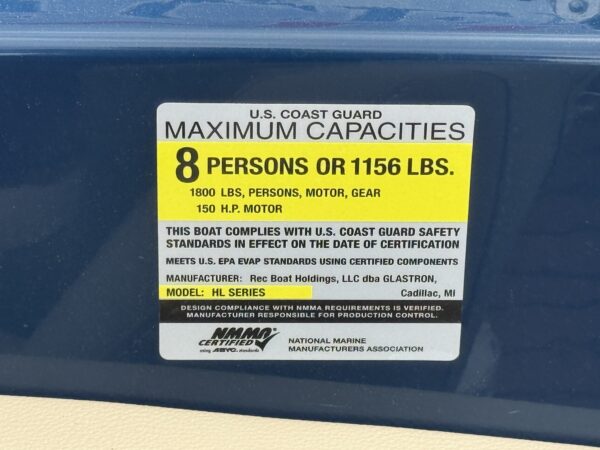 U.S. COAST GUARD
MAXIMUM CAPACITIES
8 PERSONS OR 1156 LBS.
1800 LBS, PERSONS, MOTOR, GEAR
150 H.P. MOTOR
THIS BOAT COMPLIES WITH U.S. COAST GUARD SAFETY
STANDARDS IN EFFECT ON THE DATE OF CERTIFICATION
MEETS U.S. EPA EVAP STANDARDS USING CERTIFIED COMPONENTS
MANUFACTURER: Rec Boat Holdings, LLC dba GLASTRON,
MODEL: HL SERIES Cadillac, MI
DESIGN COMPLIANCE WITH NMMA REQUIREMENTS IS VERIFIED.
MANUFACTURER RESPONSIBLE FOR PRODUCTION CONTROL.
NMMA
CERTIFIED
using ABYC standards
NATIONAL MARINE
MANUFACTURERS ASSOCIATION